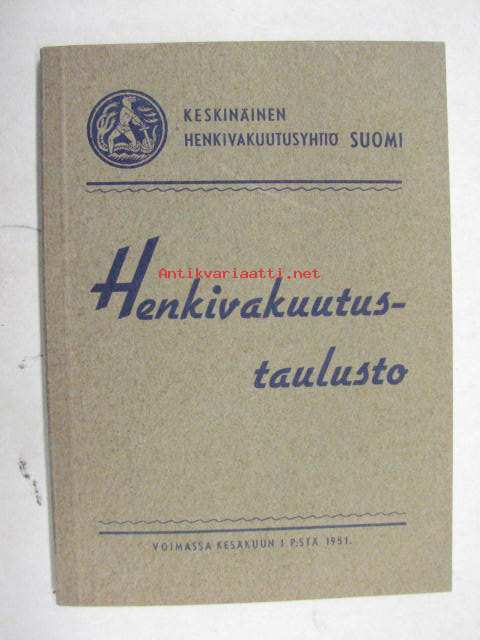 KESKINÄINEN
HENKIVAKUUTUSYHTIÖ SUOMI
Antikvariaatti.net
Henkivakuutus-
taulusto
VOIMASSA KESÄKUUN 1 P:STÄ 1951.